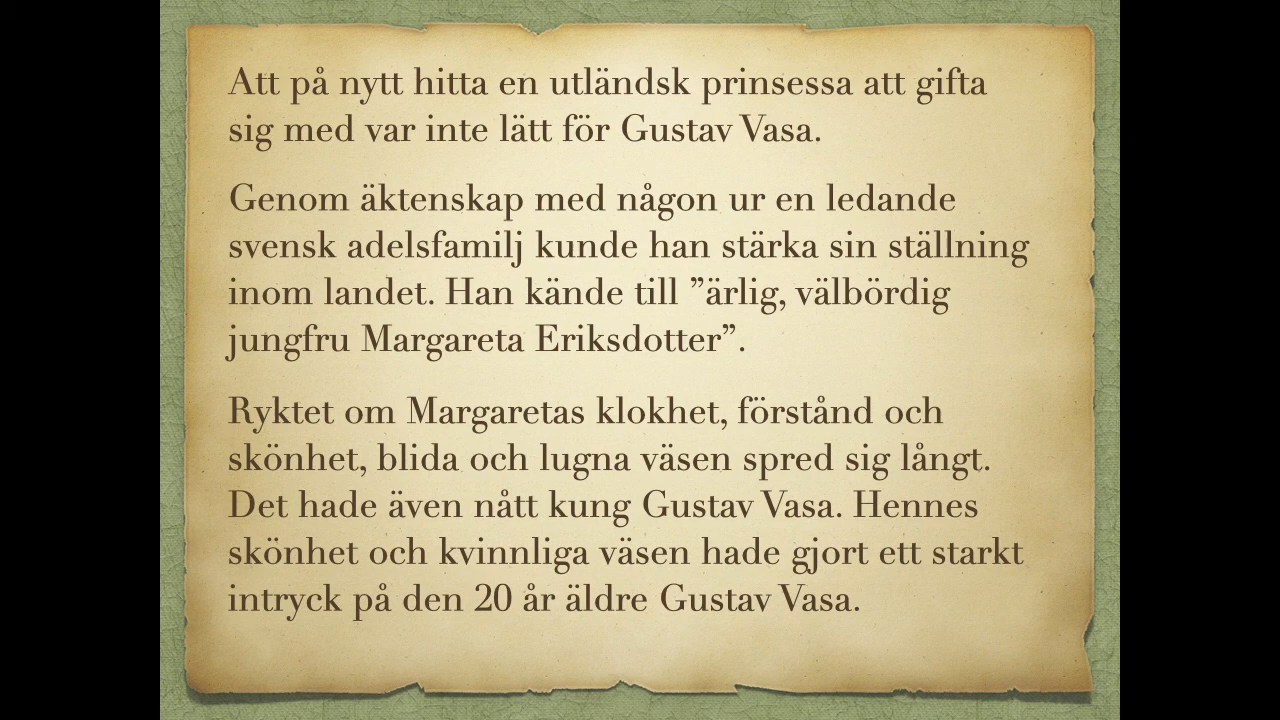 Att på nytt hitta en utländsk prinsessa att gifta
sig med var inte lätt för Gustav Vasa.
Genom äktenskap med någon ur en ledande
svensk adelsfamilj kunde han stärka sin ställning
inom landet. Han kände till ”ärlig, välbördig
jungfru Margareta Eriksdotter”.
Ryktet om Margaretas klokhet, förstånd och
skönhet, blida och lugna väsen spred sig långt.
Det hade även nått kung Gustav Vasa. Hennes
skönhet och kvinnliga väsen hade gjort ett starkt
intryck på den 20 år äldre Gustav Vasa.